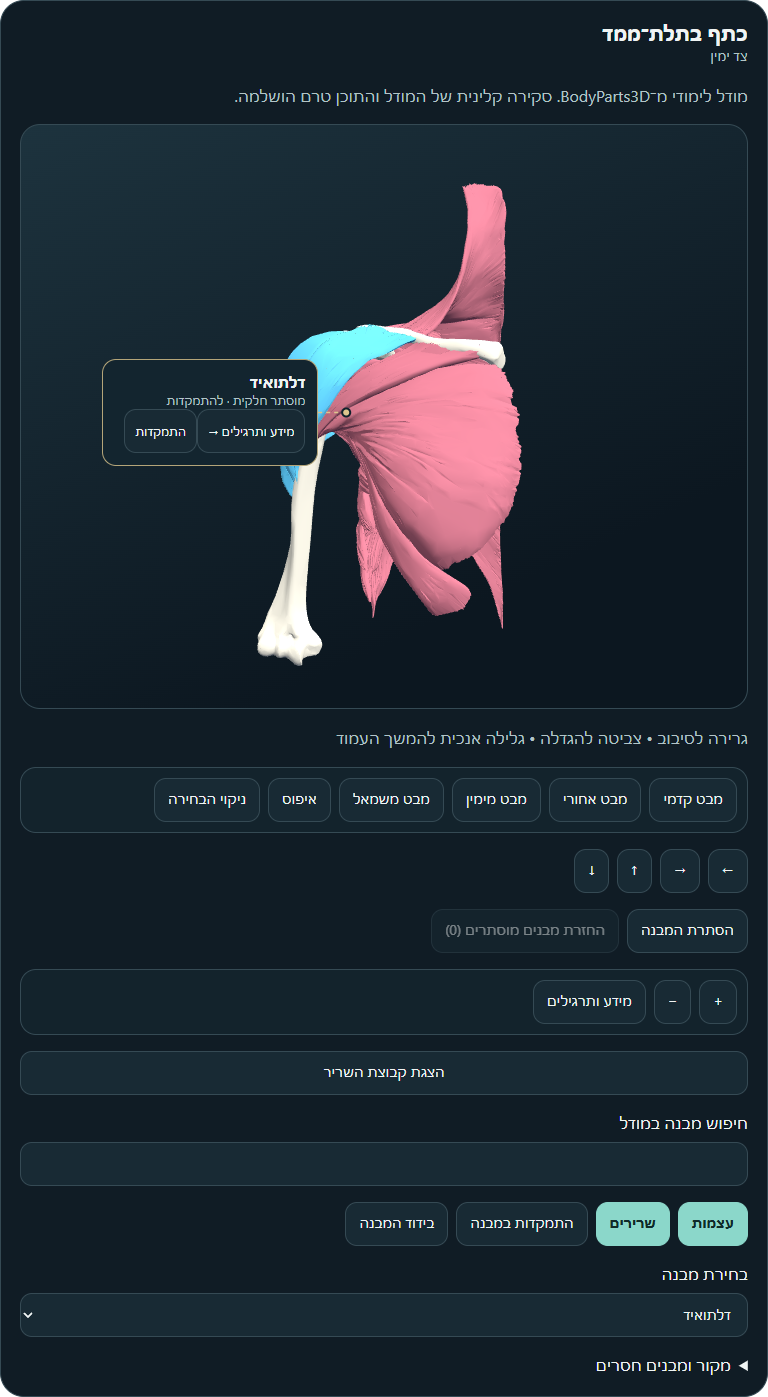 כתף בתלת־ממד
צד ימין
מודל לימודי מ־BodyParts3D. סקירה קלינית של המודל והתוכן טרם הושלמה.
דלתואיד
מוסתר חלקית · להתמקדות
מידע ותרגילים →
התמקדות
גרירה לסיבוב • צביטה להגדלה • גלילה אנכית להמשך העמוד
מבט קדמי
מבט אחורי
מבט מימין
מבט משמאל
איפוס
ניקוי הבחירה
←
→
↑
↓
הסתרת המבנה
החזרת מבנים מוסתרים (0)
+
−
מידע ותרגילים
הצגת קבוצת השריר
חיפוש מבנה במודל
עצמות
שרירים
התמקדות במבנה
בידוד המבנה
בחירת מבנה
דלתואיד
מקור ומבנים חסרים